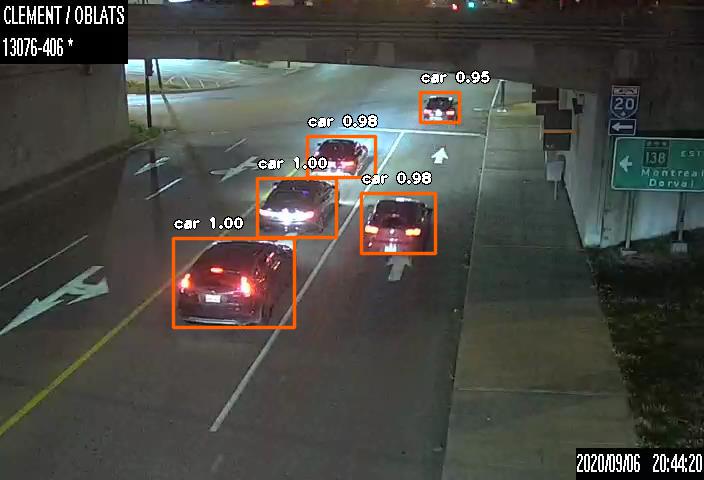 CLEMENT / OBLATS
13076-406 *
car 0.95
car 0.98
car 1.00
car 0.98
car 1.00
20
138 EST
Montreal
Dorval
2020/09/06 20:44:20